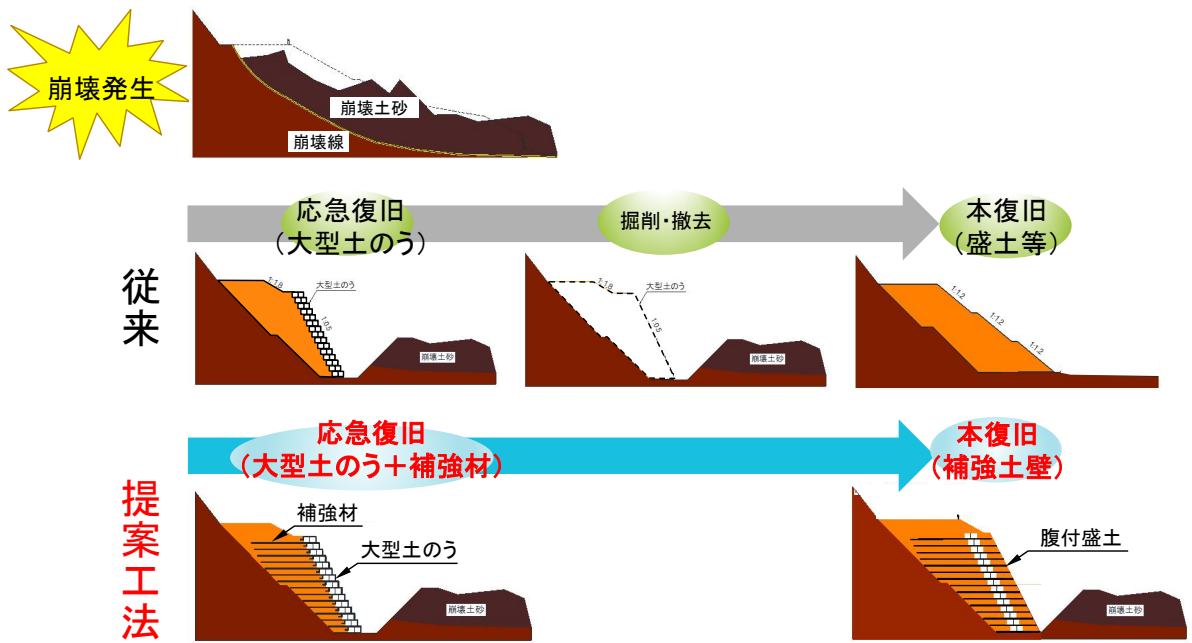 崩壊発生
崩壊土砂
崩壊線
応急復旧
(大型土のう)
掘削・撤去
本復旧
(盛土等)
従来
1:1.8
大型土のう
1:0.5
崩壊土砂
1:1.8
大型土のう
1:0.5
崩壊土砂
1:1.2
1:1.2
1:1.2
応急復旧
(大型土のう+補強材)
本復旧
(補強土壁)
提案工法
補強材
大型土のう
崩壊土砂
腹付盛土
崩壊土砂